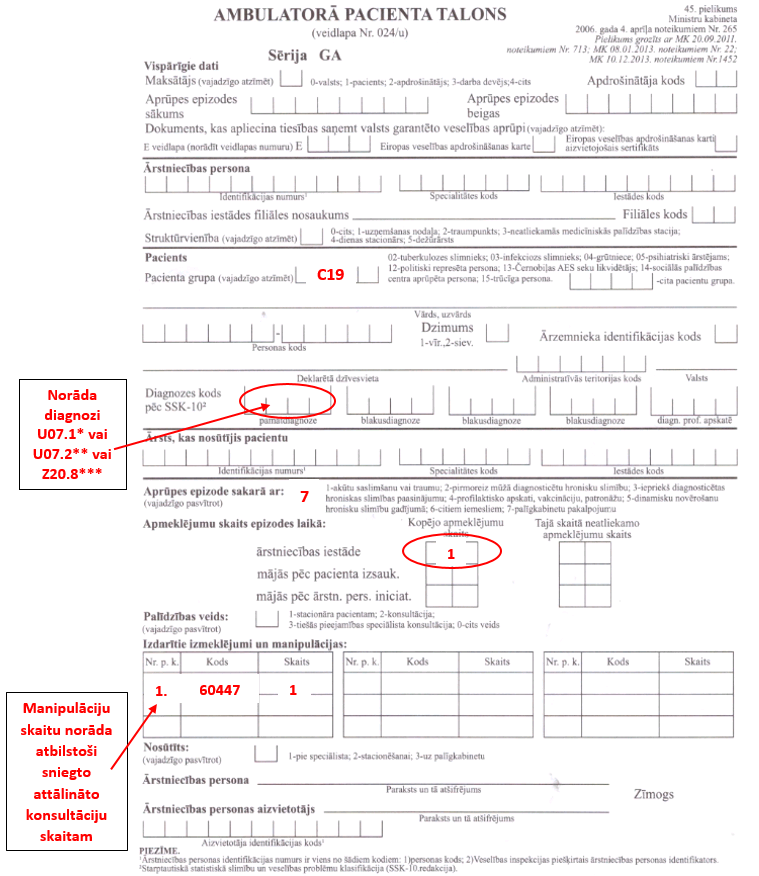 AMBULATORĀ PACIENTA TALONS
(veidlapa Nr. 024/u)
45. pielikums
Ministru kabineta
2006. gada 4. aprīļa noteikumiem Nr. 265
Pielikums grozīts ar MK 20.09.2011.
noteikumiem Nr. 713; MK 08.01.2013. noteikumiem Nr. 22;
MK 10.12.2013. noteikumiem Nr.1452
Sērija GA
Vispārīgie dati
Maksātājs (vajadzīgo atzīmēt) 0-valsts; 1-pacients; 2-apdrošinātājs; 3-darba devējs;4-cits Apdrošinātāja kods
Aprūpes epizodes sākums
Aprūpes epizodes beigas
Dokuments, kas apliecina tiesības saņemt valsts garantēto veselības aprūpi(vajadzīgo atzīmēt):
E veidlapa (norādīt veidlapas numuru) E Eiropas veselības apdrošināšanas karte Eiropas veselības apdrošināšanas karti aizvietojošais sertifikāts
Ārstniecības persona
Identifikācijas numurs¹ Specialitātes kods Iestādes kods
Ārstniecības iestādes filiāles nosaukums Filiāles kods
Struktūrvienība (vajadzīgo atzīmēt) 0-cits; 1-uzņemšanas nodaļa; 2-traumpunkts; 3-neatliekamās medicīniskās palīdzības stacija;
4-dienas stacionārs; 5-dežūrārsts
Pacients
Pacienta grupa (vajadzīgo atzīmēt) C19
02-tuberkulozes slimnieks; 03-infekciozs slimnieks; 04-grūtniece; 05-psihiatriski ārstējams;
12-politiski represēta persona; 13-Černobiļas AES seku likvidētājs; 14-sociālās palīdzības
centra aprūpēta persona; 15-trūcīga persona. -cita pacientu grupa.
Vārds, uzvārds
- Personas kods
Dzimums
1-vīr.,2-siev.
Ārzemnieka identifikācijas kods
Deklarētā dzīvesvieta Administratīvās teritorijas kods Valsts
Norāda
diagnozi
U07.1* vai
U07.2** vai
Z20.8***
Diagnozes kods
pēc SSK-10²
pamatdiagnoze blakusdiagnoze blakusdiagnoze blakusdiagnoze diagn. prof. apskatē
Ārsts, kas nosūtījis pacientu
Identifikācijas numurs¹ Specialitātes kods Iestādes kods
Aprūpes epizode sakarā ar: 7
(vajadzīgo pasvītrot)
1-akūtu saslimšanu vai traumu; 2-pirmoreiz mūžā diagnosticētu hronisku slimību; 3-iepriekš diagnosticētas
hroniskas slimības paasinājumu; 4-profilaktisko apskati, vakcināciju, patronāžu; 5-dinamisku novērošanu
hronisku slimību gadījumā; 6-citiem iemesliem; 7-palīgkabinetu pakalpojumu
Apmeklējumu skaits epizodes laikā:
Kopējo apmeklējumu skaits
Tajā skaitā neatliekamo apmeklējumu skaits
ārstniecības iestāde 1
mājās pēc pacienta izsauk.
mājās pēc ārstn. pers. iniciat.
Palīdzības veids:
(vajadzīgo pasvītrot)
1-stacionāra pacientam; 2-konsultācija;
3-tiešās pieejamības speciālista konsultācija; 0-cits veids
Izdarītie izmeklējumi un manipulācijas:
Nr. p. k. Kods Skaits Nr. p. k. Kods Skaits Nr. p. k. Kods Skaits
1. 60447 1
Manipulāciju
skaitu norāda
atbilstoši
sniegto
attālināto
konsultāciju
skaitam
Nosūtīts:
(vajadzīgo pasvītrot)
1-pie speciālista; 2-stacionēšanai; 3-uz palīgkabinetu
Ārstniecības persona
Paraksts un tā atšifrējums
Zīmogs
Ārstniecības personas aizvietotājs
Paraksts un tā atšifrējums
Aizvietotāja identifikācijas kods¹
PIEZĪME.
¹Ārstniecības personas identifikācijas numurs ir viens no šādiem kodiem: 1)personas kods; 2)Veselības inspekcijas piešķirtais ārstniecības personas identifikators.
²Starptautiskā statistiskā slimību un veselības problēmu klasifikācija (SSK-10.redakcija).